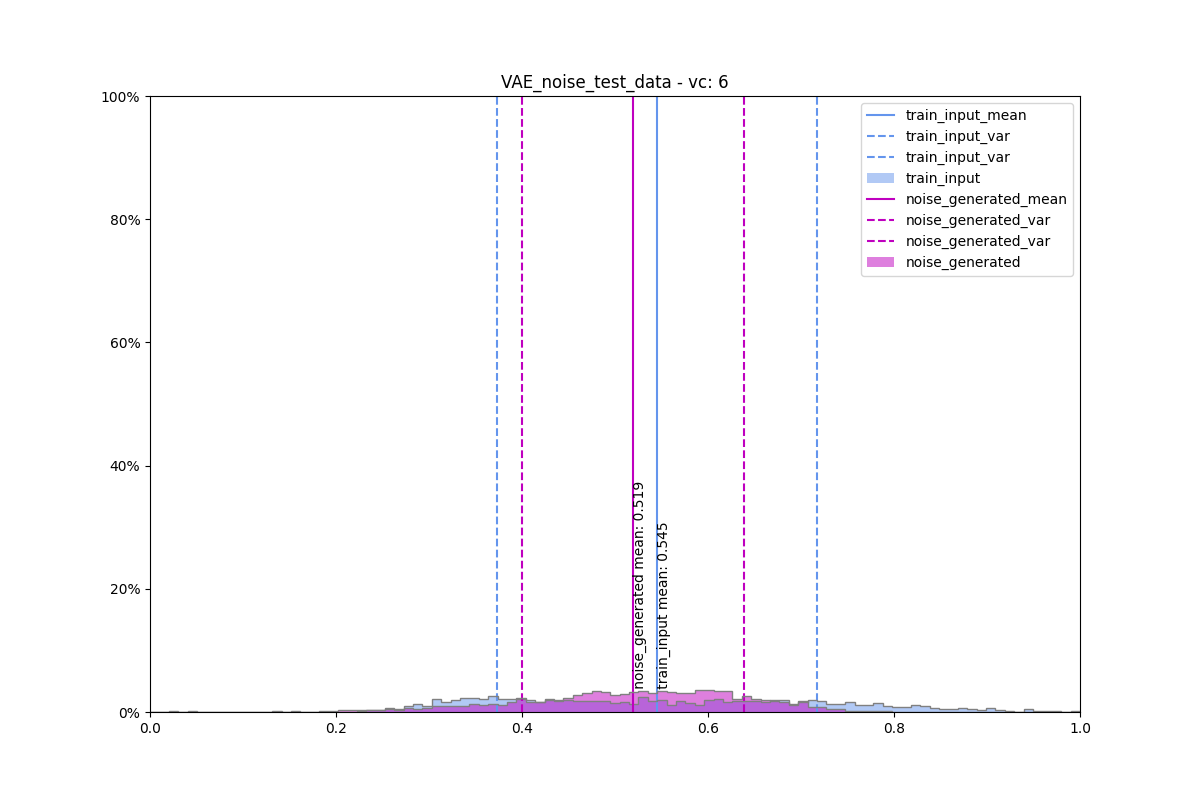 VAE_noise_test_data - vc: 6
100%
80%
60%
40%
20%
0%
train_input_mean
train_input_var
train_input_var
train_input
noise_generated_mean
noise_generated_var
noise_generated_var
noise_generated
noise_generated mean: 0.519
train_input mean: 0.545
0.0
0.2
0.4
0.6
0.8
1.0